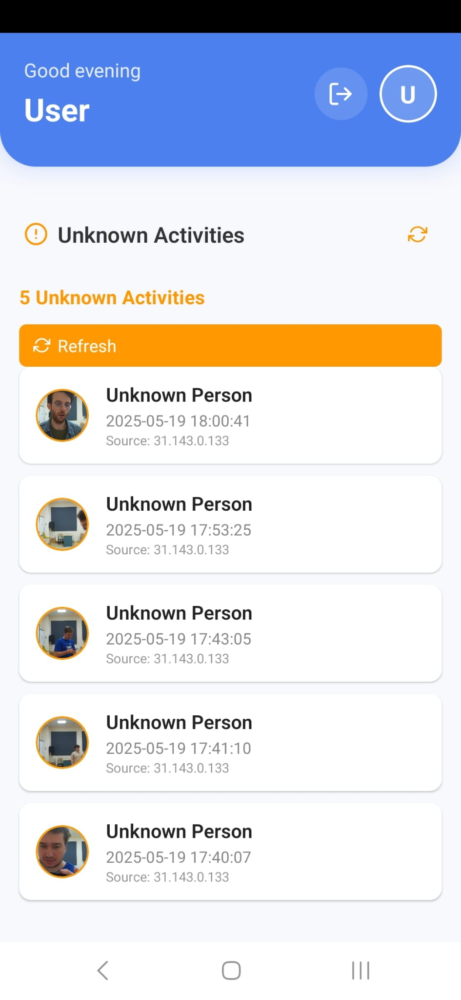 Good evening
User
U
Unknown Activities
5 Unknown Activities
Refresh
Unknown Person
2025-05-19 18:00:41
Source: 31.143.0.133
Unknown Person
2025-05-19 17:53:25
Source: 31.143.0.133
Unknown Person
2025-05-19 17:43:05
Source: 31.143.0.133
Unknown Person
2025-05-19 17:41:10
Source: 31.143.0.133
Unknown Person
2025-05-19 17:40:07
Source: 31.143.0.133